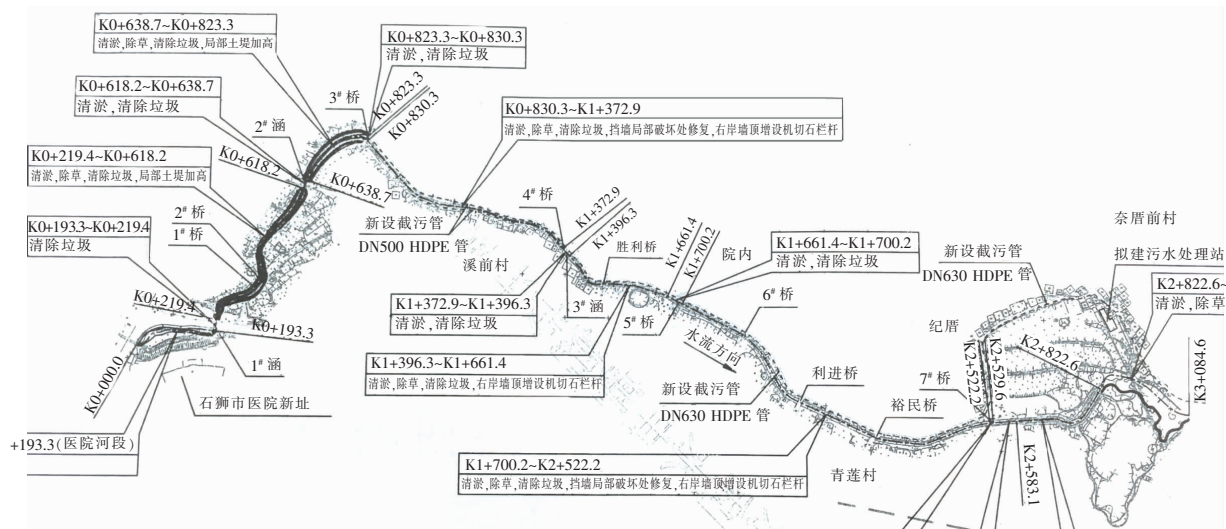 K0+638.7~K0+823.3
清淤,除草,清除垃圾,局部土堤加高
K0+823.3~K0+830.3
清淤,清除垃圾
K0+618.2~K0+638.7
清淤,清除垃圾
3# 桥
K0+823.3
K0+830.3
2# 涵
K0+830.3~K1+372.9
清淤,除草,清除垃圾,挡墙局部破坏处修复,右岸墙顶增设机切石栏杆
K0+219.4~K0+618.2
清淤,除草,清除垃圾,局部土堤加高
K0+618.2
K0+638.7
4# 桥
K1+372.9
K1+396.3
新设截污管
DN500 HDPE 管
溪前村
2# 桥
1# 桥
K0+193.3~K0+219.4
清除垃圾
胜利桥
K1+661.4
K1+700.2
院内
K1+661.4~K1+700.2
清淤,清除垃圾
奈厝前村
新设截污管
DN630 HDPE 管
拟建污水处理站
K2+822.6~
清淤,除草
K0+219.4
K0+193.3
K1+372.9~K1+396.3
清淤,清除垃圾
3# 涵
5# 桥
6# 桥
水流方向
纪厝
K0+000.0
1# 涵
石狮市医院新址
K1+396.3~K1+661.4
清淤,除草,清除垃圾,右岸墙顶增设机切石栏杆
新设截污管
DN630 HDPE 管
利进桥
裕民桥
7# 桥
K2+522.2
K2+529.6
K2+822.6
K3+084.6
+193.3(医院河段)
K1+700.2~K2+522.2
清淤,除草,清除垃圾,挡墙局部破坏处修复,右岸墙顶增设机切石栏杆
青莲村
K2+583.1